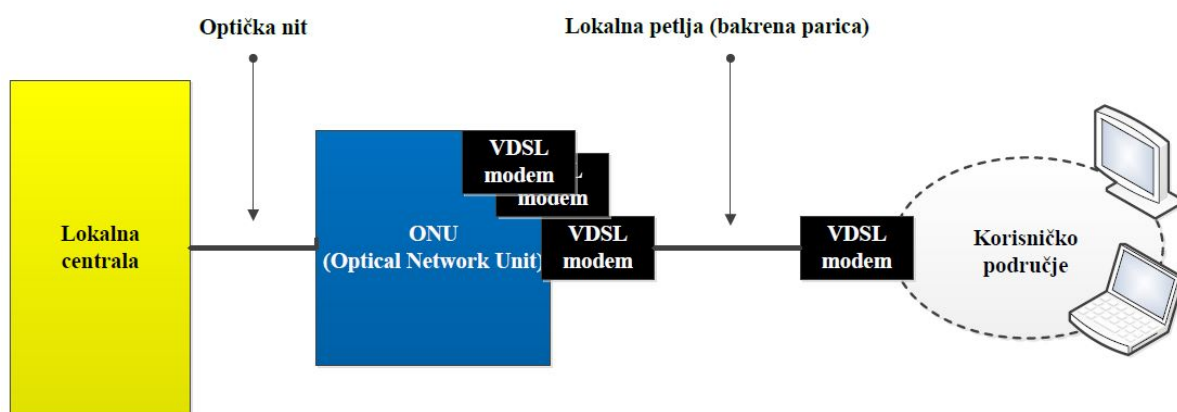 Optička nit
Lokalna petlja (bakrena parica)
Lokalna
centrala
ONU
(Optical Network Unit)
VDSL
modem
L
modem
VDSL
modem
VDSL
modem
Korisničko
područje